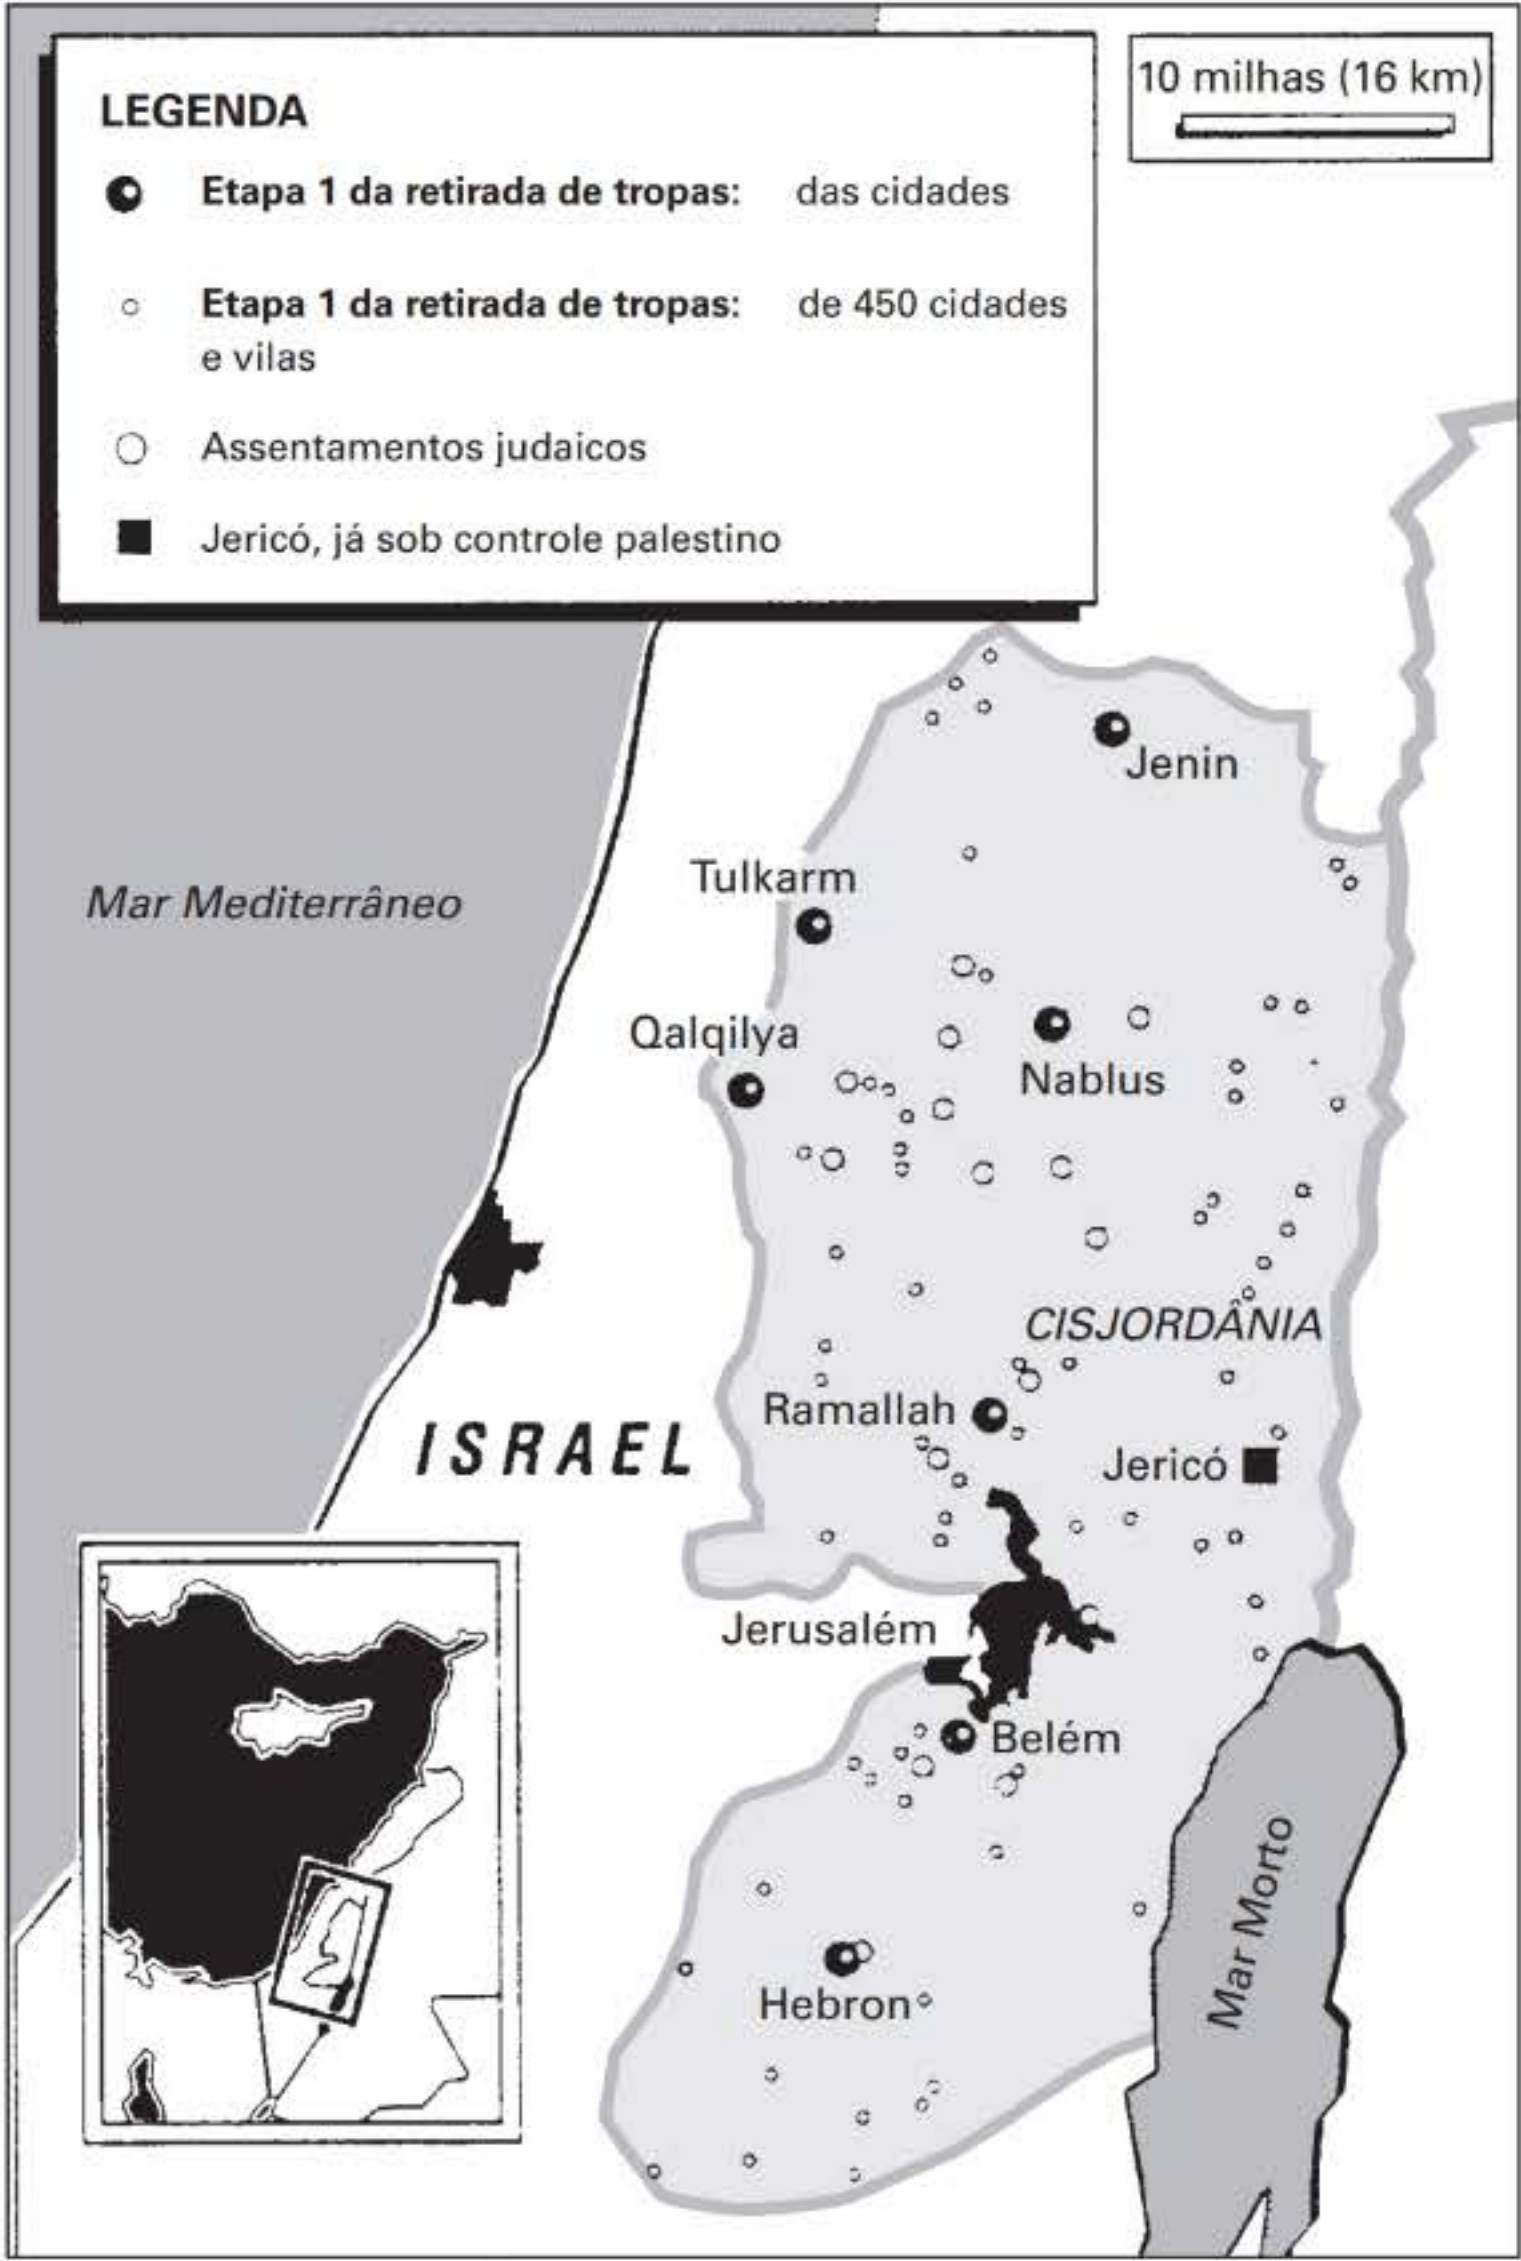 10 milhas (16 km)
LEGENDA
Etapa 1 da retirada de tropas: das cidades
Etapa 1 da retirada de tropas: de 450 cidades
e vilas
Assentamentos judaicos
Jericó, já sob controle palestino
Jenin
Tulkarm
Mar Mediterrâneo
Qalqilya
Nablus
CISJORDÂNIA
Ramallah
ISRAEL
Jericó
Jerusalém
Belém
Mar Morto
Hebron